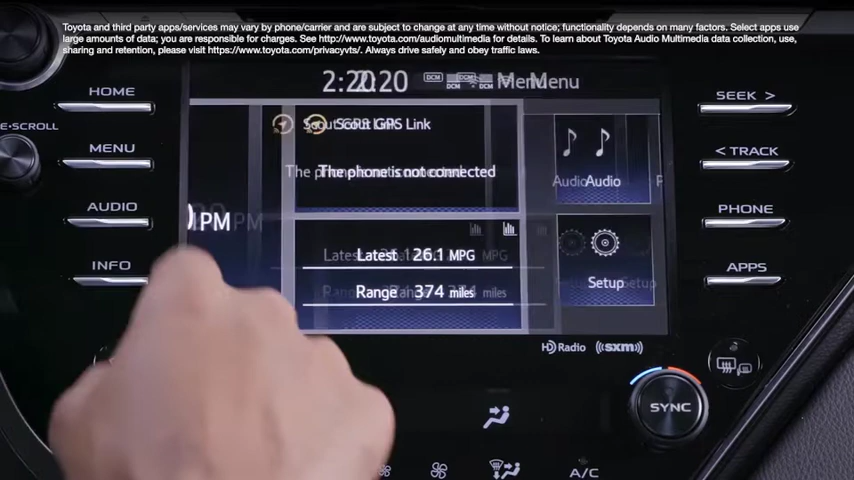 Toyota and third party apps/services may vary by phone/carrier and are subject to change at any time without notice; functionality depends on many factors. Select apps use
large amounts of data; you are responsible for charges. See http://www.toyota.com/audiomultimedia for details. To learn about Toyota Audio Multimedia data collection, use,
sharing and retention, please visit https://www.toyota.com/privacyvts/. Always drive safely and obey traffic laws.
2:20 DCM Menu
HOME
SEEK >
E•SCROLL
Scout GPS Link
MENU
< TRACK
The phone is not connected
Audio
AUDIO
PHONE
PM
Latest 26.1 MPG
INFO
APPS
Setup
Range 374 miles
HD Radio ((SXM))
SYNC
A/C